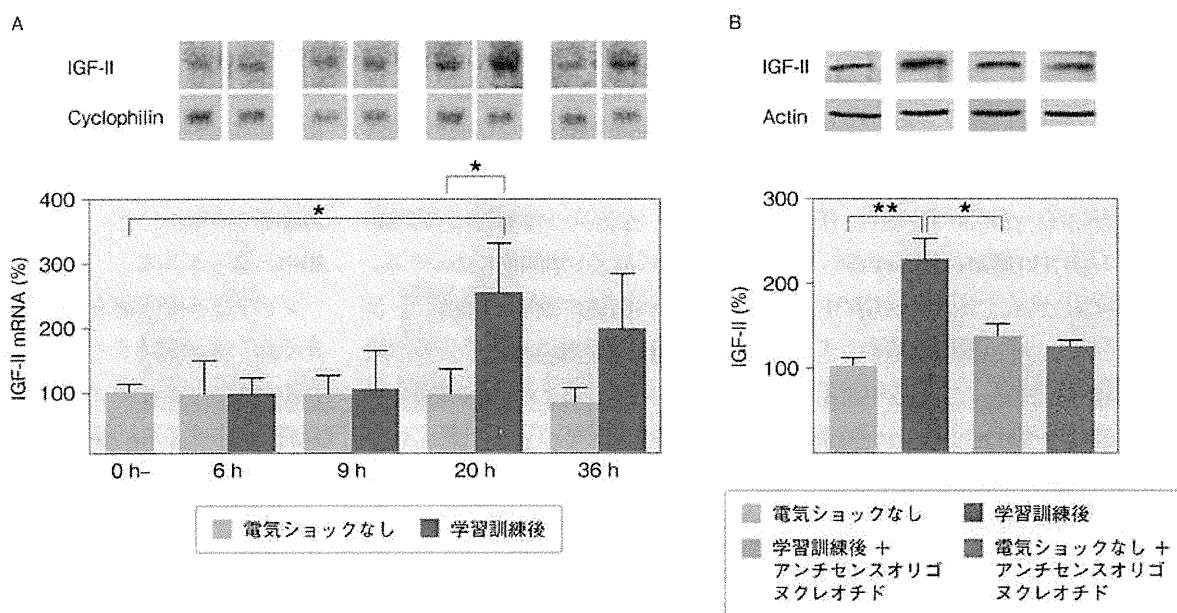 A
IGF-II
Cyclophilin
*
*
400
300
200
100
IGF-II mRNA (%)
0 h–
6 h
9 h
20 h
36 h
電気ショックなし
学習訓練後
B
IGF-II
Actin
**
*
300
200
100
IGF-II (%)
電気ショックなし
学習訓練後
学習訓練後 +
アンチセンスオリゴ
ヌクレオチド
電気ショックなし +
アンチセンスオリゴ
ヌクレオチド